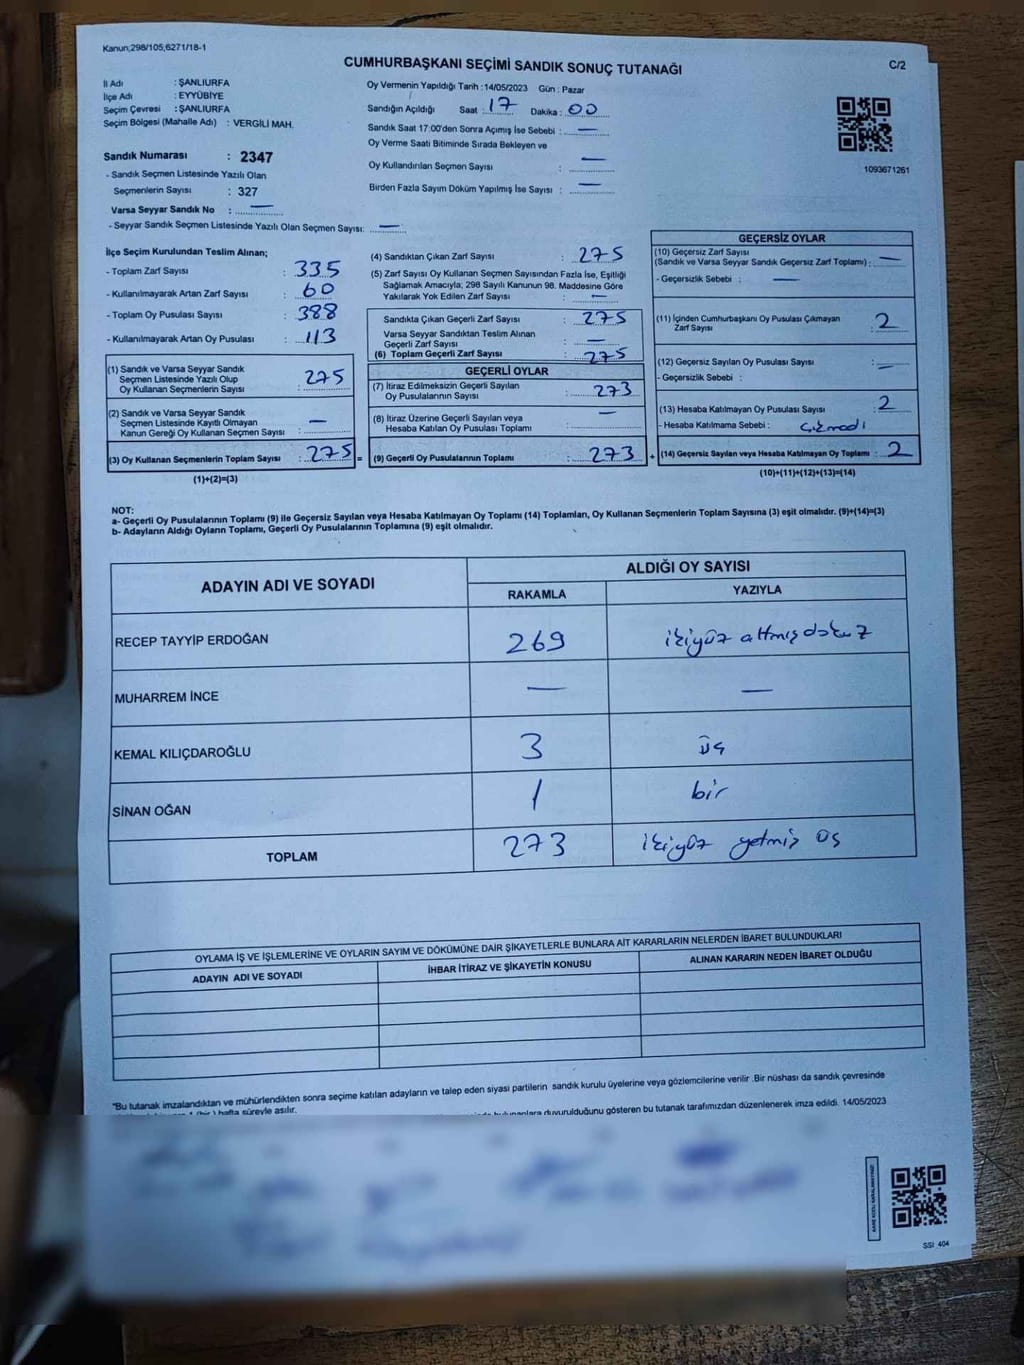 Kanun;298/105;6271/18-1
C/2
CUMHURBAŞKANI SEÇİMİ SANDIK SONUÇ TUTANAĞI
İl Adı : ŞANLIURFA
İlçe Adı : EYYÜBİYE
Seçim Çevresi : ŞANLIURFA
Seçim Bölgesi (Mahalle Adı) : VERGİLİ MAH.
Sandık Numarası : 2347
- Sandık Seçmen Listesinde Yazılı Olan
Seçmenlerin Sayısı : 327
Varsa Seyyar Sandık No : —
- Seyyar Sandık Seçmen Listesinde Yazılı Olan Seçmen Sayısı: —
Oy Vermenin Yapıldığı Tarih : 14/05/2023 Gün : Pazar
Sandığın Açıldığı Saat : 17 Dakika : 00
Sandık Saat 17:00'den Sonra Açımış İse Sebebi : —
Oy Verme Saati Bitiminde Sırada Bekleyen ve
Oy Kullandırılan Seçmen Sayısı : —
Birden Fazla Sayım Döküm Yapılmış İse Sayısı : —
1093671261
İlçe Seçim Kurulundan Teslim Alınan;
- Toplam Zarf Sayısı : 335
- Kullanılmayarak Artan Zarf Sayısı : 60
- Toplam Oy Pusulası Sayısı : 388
- Kullanılmayarak Artan Oy Pusulası : 113
(1) Sandık ve Varsa Seyyar Sandık
Seçmen Listesinde Yazılı Olup
Oy Kullanan Seçmenlerin Sayısı : 275
(2) Sandık ve Varsa Seyyar Sandık
Seçmen Listesinde Kayıtlı Olmayan
Kanun Gereği Oy Kullanan Seçmen Sayısı : —
(3) Oy Kullanan Seçmenlerin Toplam Sayısı : 275 =
(1)+(2)=(3)
(4) Sandıktan Çıkan Zarf Sayısı : 275
(5) Zarf Sayısı Oy Kullanan Seçmen Sayısından Fazla İse, Eşitliği
Sağlamak Amacıyla; 298 Sayılı Kanunun 98. Maddesine Göre
Yakılarak Yok Edilen Zarf Sayısı : —
Sandıkta Çıkan Geçerli Zarf Sayısı : 275
Varsa Seyyar Sandıktan Teslim Alınan
Geçerli Zarf Sayısı : —
(6) Toplam Geçerli Zarf Sayısı : 275
GEÇERLİ OYLAR
(7) İtiraz Edilmeksizin Geçerli Sayılan
Oy Pusulalarının Sayısı : 273
(8) İtiraz Üzerine Geçerli Sayılan veya
Hesaba Katılan Oy Pusulası Toplamı : —
(9) Geçerli Oy Pusulalarının Toplamı : 273 +
GEÇERSİZ OYLAR
(10) Geçersiz Zarf Sayısı
(Sandık ve Varsa Seyyar Sandık Geçersiz Zarf Toplamı) : —
- Geçersizlik Sebebi : —
(11) İçinden Cumhurbaşkanı Oy Pusulası Çıkmayan
Zarf Sayısı : 2
(12) Geçersiz Sayılan Oy Pusulası Sayısı : —
- Geçersizlik Sebebi :
(13) Hesaba Katılmayan Oy Pusulası Sayısı : 2
- Hesaba Katılmama Sebebi : Çıkmadı
(14) Geçersiz Sayılan veya Hesaba Katılmayan Oy Toplamı : 2
(10)+(11)+(12)+(13)=(14)
NOT:
a- Geçerli Oy Pusulalarının Toplamı (9) ile Geçersiz Sayılan veya Hesaba Katılmayan Oy Toplamı (14) Toplamları, Oy Kullanan Seçmenlerin Toplam Sayısına (3) eşit olmalıdır. (9)+(14)=(3)
b- Adayların Aldığı Oyların Toplamı, Geçerli Oy Pusulalarının Toplamına (9) eşit olmalıdır.
ADAYIN ADI VE SOYADI
ALDIĞI OY SAYISI
RAKAMLA YAZIYLA
RECEP TAYYİP ERDOĞAN 269 ikiyüz altmış dokuz
MUHARREM İNCE — —
KEMAL KILIÇDAROĞLU 3 üç
SİNAN OĞAN 1 bir
TOPLAM 273 ikiyüz yetmiş üç
OYLAMA İŞ VE İŞLEMLERİNE VE OYLARIN SAYIM VE DÖKÜMÜNE DAİR ŞİKAYETLERLE BUNLARA AİT KARARLARIN NELERDEN İBARET BULUNDUKLARI
ADAYIN ADI VE SOYADI İHBAR İTİRAZ VE ŞİKAYETİN KONUSU ALINAN KARARIN NEDEN İBARET OLDUĞU
"Bu tutanak imzalandıktan ve mühürlendikten sonra seçime katılan adayların ve talep eden siyasi partilerin sandık kurulu üyelerine veya gözlemcilerine verilir .Bir nüshası da sandık çevresinde
1 (bir) hafta süreyle asılır.
bulunanlara duyurulduğunu gösteren bu tutanak tarafımızdan düzenlenerek imza edildi. 14/05/2023
SSI 404